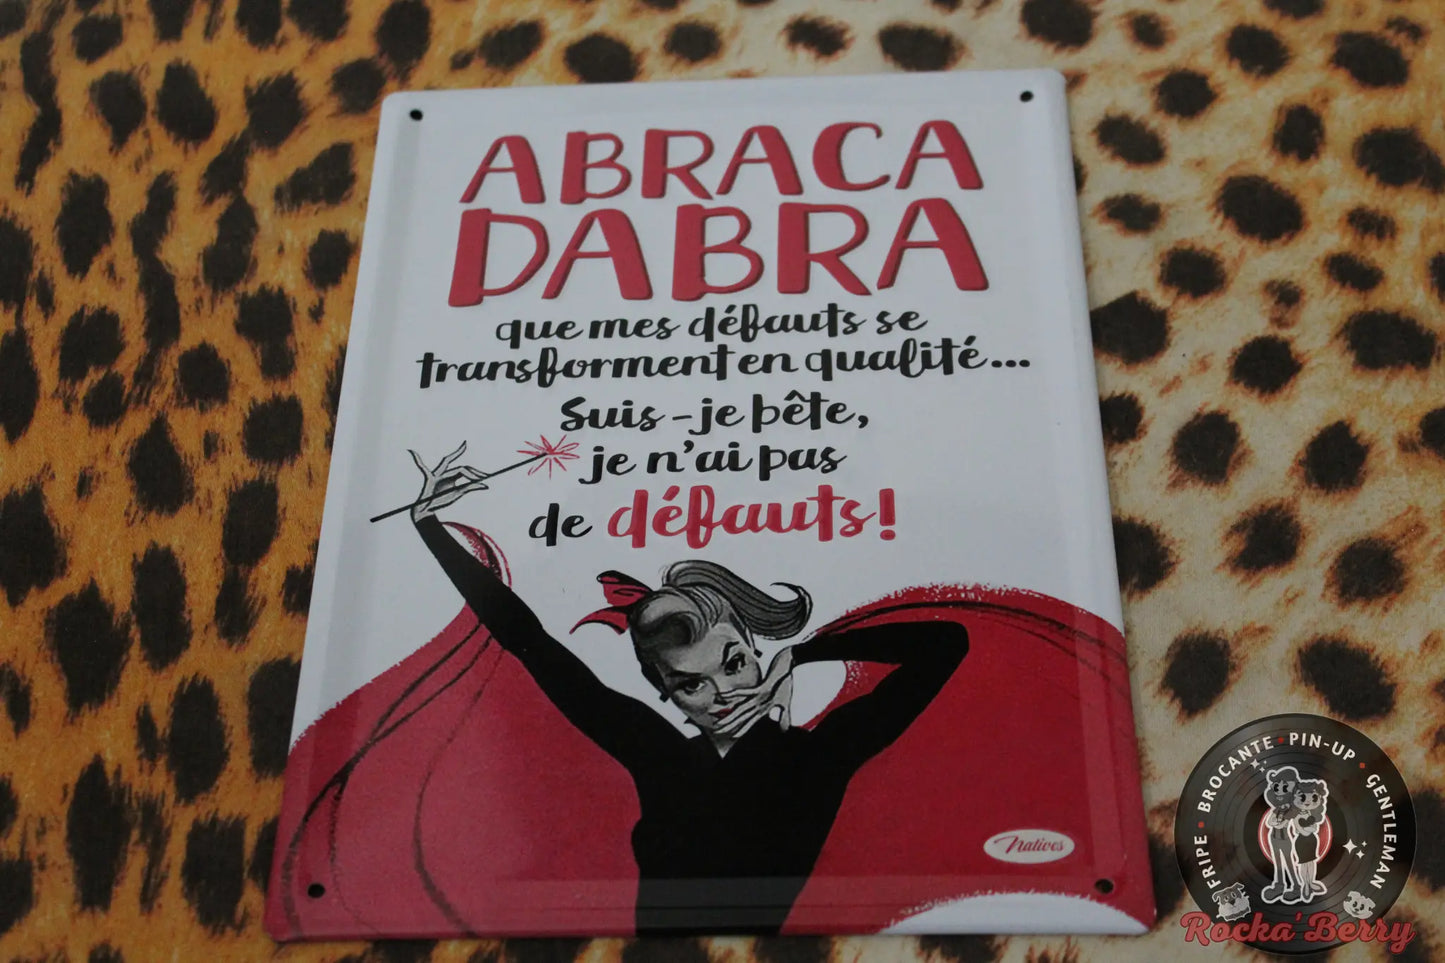 ABRACA
DABRA
que mes défauts se
transforment en qualité...
Suis-je bête,
je n'ai pas
de défauts!
Natives
FRIPE • BROCANTE • PIN-UP • GENTLEMAN
Rocka'Berry